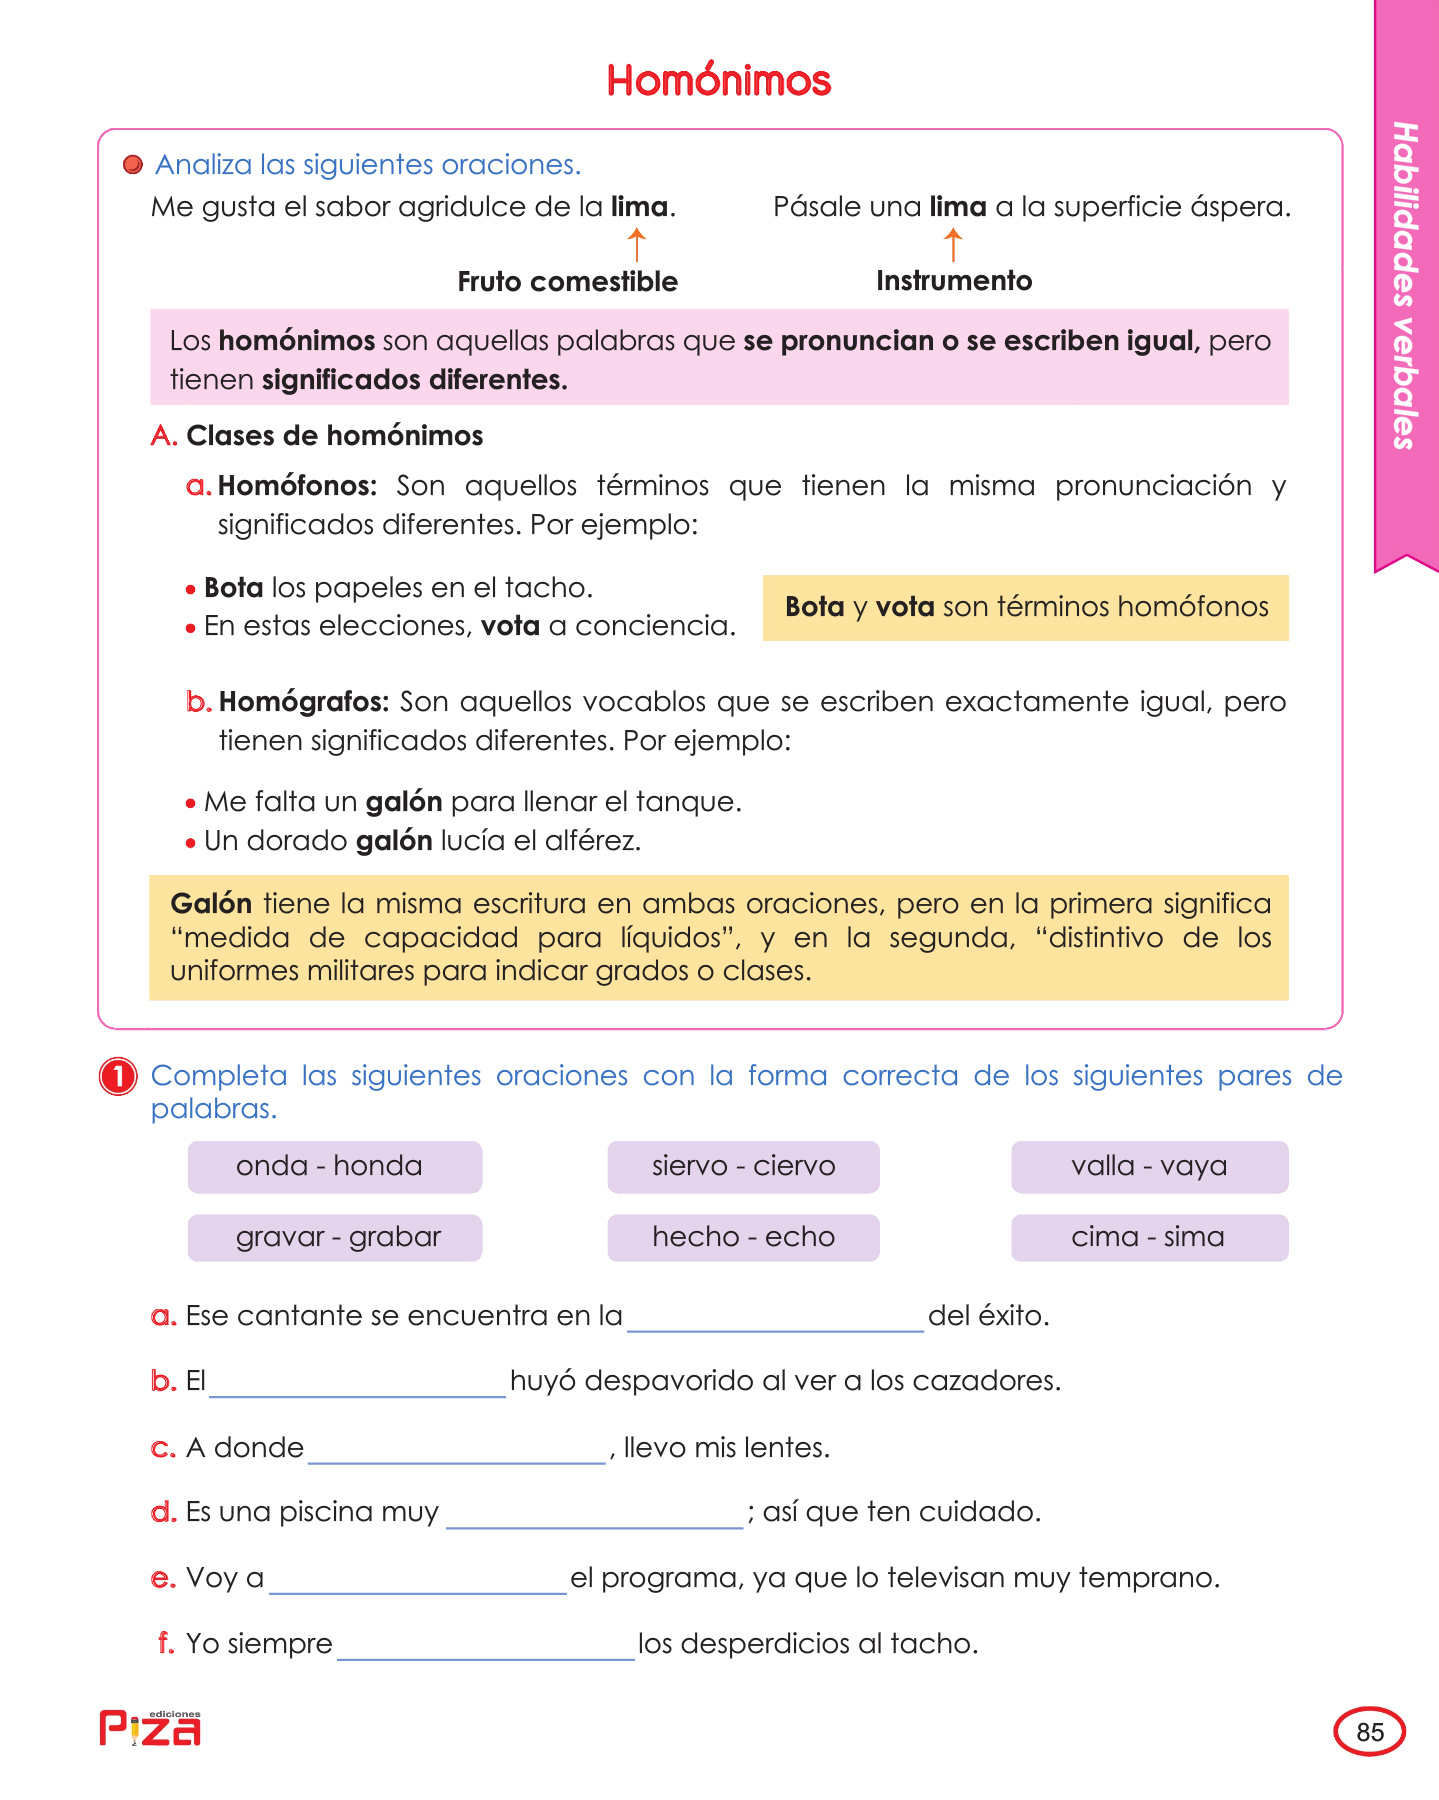 Homónimos
Habilidades verbales
Analiza las siguientes oraciones.
Me gusta el sabor agridulce de la lima.
Pásale una lima a la superficie áspera.
Fruto comestible
Instrumento
Los homónimos son aquellas palabras que se pronuncian o se escriben igual, pero
tienen significados diferentes.
A. Clases de homónimos
a. Homófonos: Son aquellos términos que tienen la misma pronunciación y
significados diferentes. Por ejemplo:
• Bota los papeles en el tacho.
• En estas elecciones, vota a conciencia.
Bota y vota son términos homófonos
b. Homógrafos: Son aquellos vocablos que se escriben exactamente igual, pero
tienen significados diferentes. Por ejemplo:
• Me falta un galón para llenar el tanque.
• Un dorado galón lucía el alférez.
Galón tiene la misma escritura en ambas oraciones, pero en la primera significa
“medida de capacidad para líquidos”, y en la segunda, “distintivo de los
uniformes militares para indicar grados o clases.
1 Completa las siguientes oraciones con la forma correcta de los siguientes pares de
palabras.
onda - honda
siervo - ciervo
valla - vaya
gravar - grabar
hecho - echo
cima - sima
a. Ese cantante se encuentra en la ____ del éxito.
b. El ____ huyó despavorido al ver a los cazadores.
c. A donde ____, llevo mis lentes.
d. Es una piscina muy ____; así que ten cuidado.
e. Voy a ____ el programa, ya que lo televisan muy temprano.
f. Yo siempre ____ los desperdicios al tacho.
ediciones
Piza
85